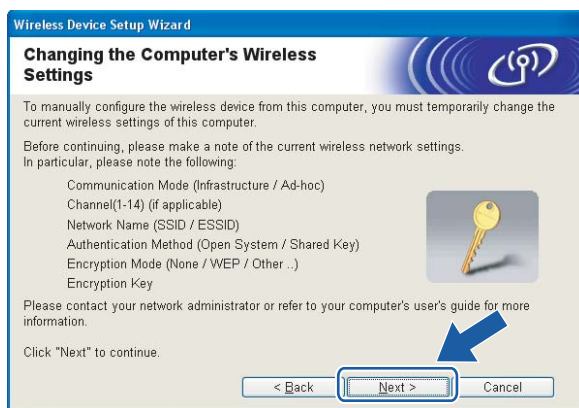 Wireless Device Setup Wizard
Changing the Computer's Wireless
Settings
To manually configure the wireless device from this computer, you must temporarily change the
current wireless settings of this computer.
Before continuing, please make a note of the current wireless network settings.
In particular, please note the following:
Communication Mode (Infrastructure / Ad-hoc)
Channel(1-14) (if applicable)
Network Name (SSID / ESSID)
Authentication Method (Open System / Shared Key)
Encryption Mode (None / WEP / Other ..)
Encryption Key
Please contact your network administrator or refer to your computer's user's guide for more
information.
Click "Next" to continue.
< Back Next > Cancel